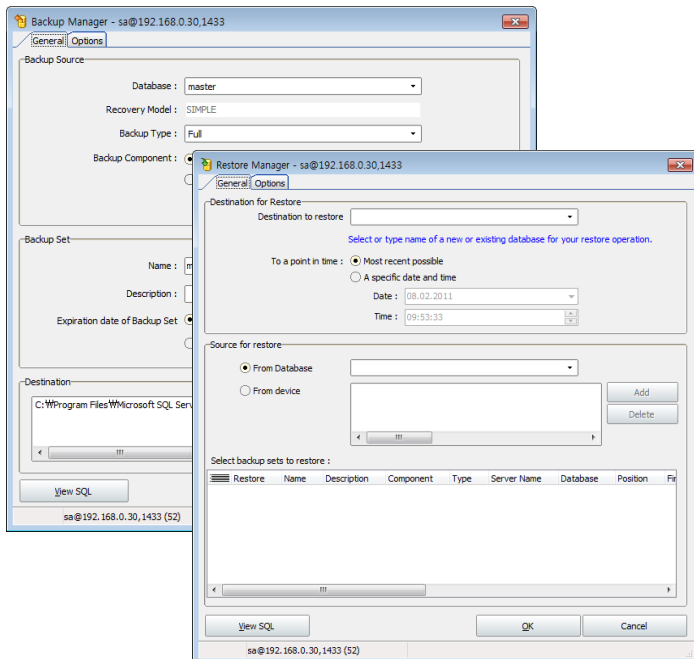 Backup Manager - sa@192.168.0.30,1433
General Options
Backup Source
Database : master
Recovery Model : SIMPLE
Backup Type : Full
Backup Component :
Backup Set
Name :
Description :
Expiration date of Backup Set
Destination
C:₩Program Files₩Microsoft SQL Serv
View SQL
sa@192.168.0.30,1433 (52)
Restore Manager - sa@192.168.0.30,1433
General Options
Destination for Restore
Destination to restore
Select or type name of a new or existing database for your restore operation.
To a point in time : Most recent possible
A specific date and time
Date : 08.02.2011
Time : 09:53:33
Source for restore
From Database
From device
Add
Delete
Select backup sets to restore :
Restore Name Description Component Type Server Name Database Position Fir
View SQL OK Cancel
sa@192.168.0.30,1433 (52)